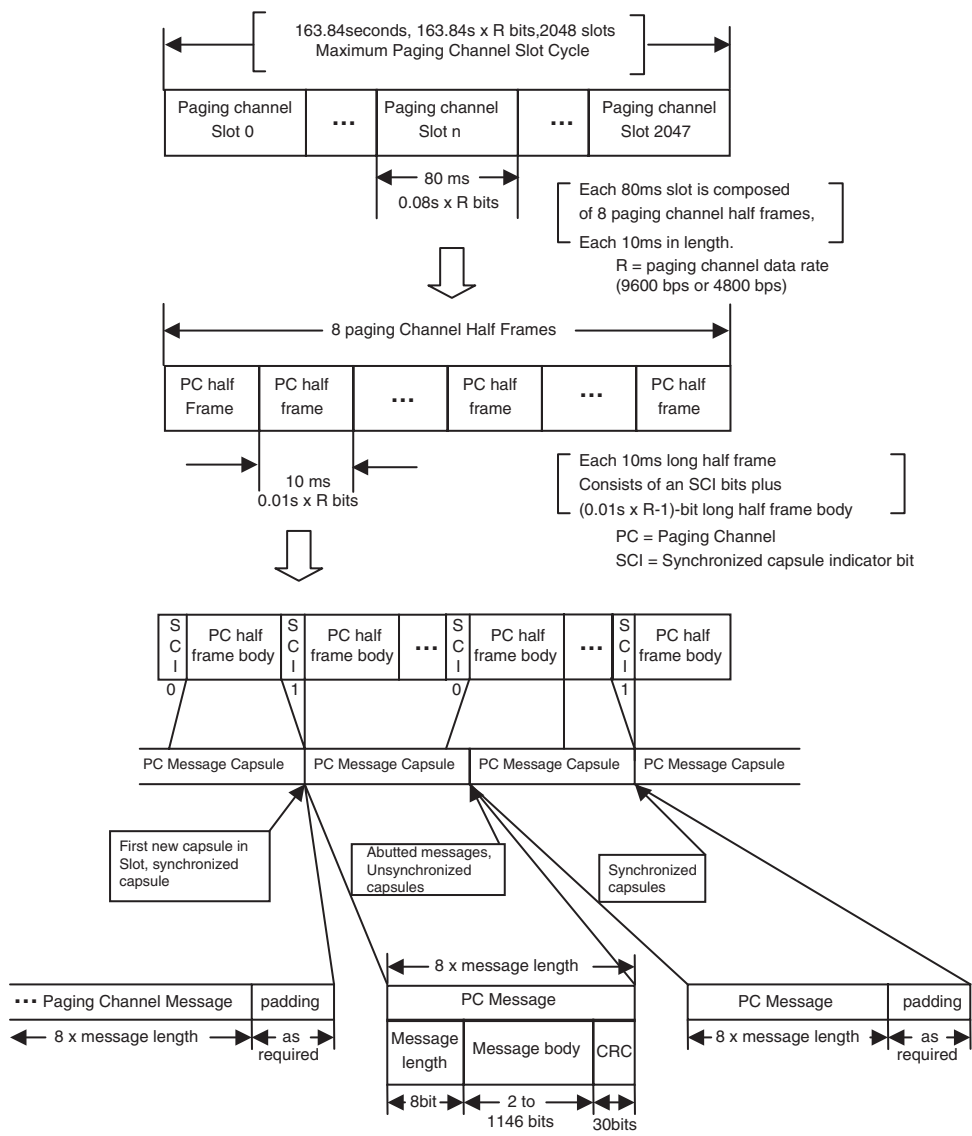 163.84seconds, 163.84s x R bits,2048 slots
Maximum Paging Channel Slot Cycle
Paging channel
Slot 0
...
Paging channel
Slot n
...
Paging channel
Slot 2047
80 ms
0.08s x R bits
Each 80ms slot is composed
of 8 paging channel half frames,
Each 10ms in length.
R = paging channel data rate
(9600 bps or 4800 bps)
8 paging Channel Half Frames
PC half
Frame
PC half
frame
...
PC half
frame
...
PC half
frame
10 ms
0.01s x R bits
Each 10ms long half frame
Consists of an SCI bits plus
(0.01s x R-1)-bit long half frame body
PC = Paging Channel
SCI = Synchronized capsule indicator bit
SCI
0
PC half
frame body
SCI
1
PC half
frame body
...
SCI
0
PC half
frame body
...
SCI
1
PC half
frame body
PC Message Capsule
PC Message Capsule
PC Message Capsule
PC Message Capsule
First new capsule in
Slot, synchronized
capsule
Abutted messages,
Unsynchronized
capsules
Synchronized
capsules
... Paging Channel Message
padding
8 x message length
as
required
8 x message length
PC Message
Message
length
Message body
CRC
8bit
2 to
1146 bits
30bits
PC Message
padding
8 x message length
as
required